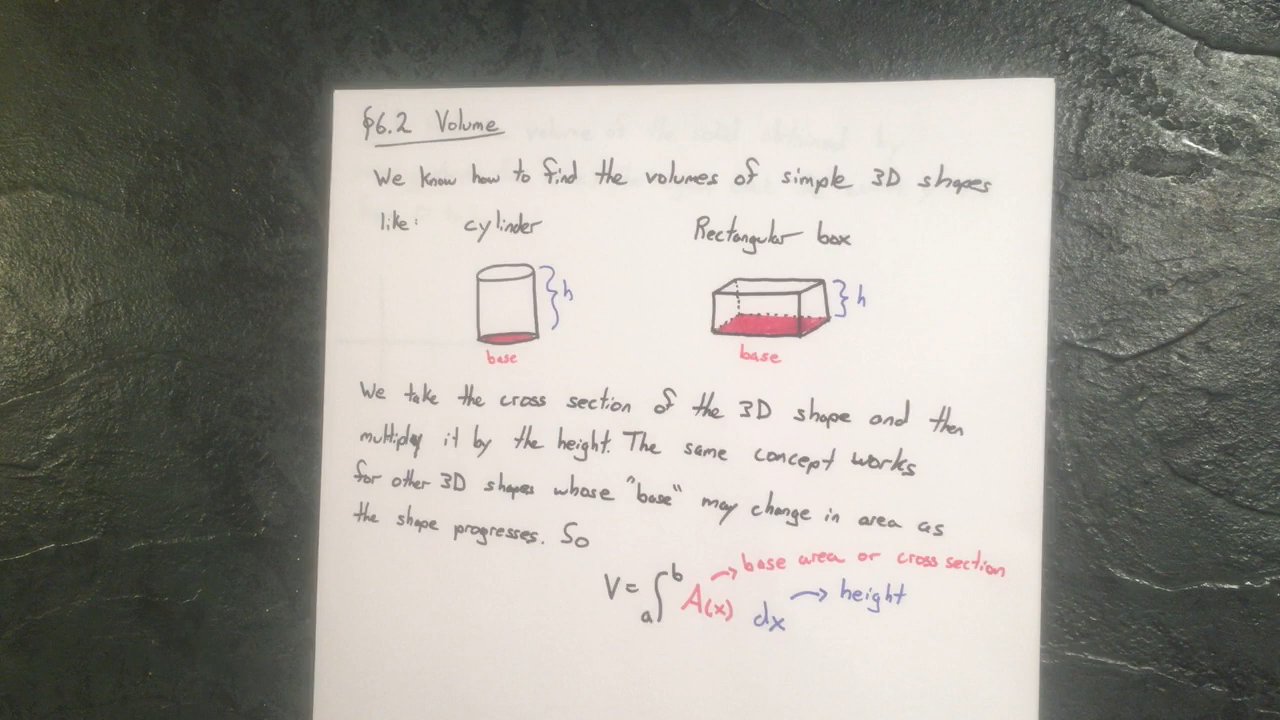 §6.2 Volume
We know how to find the volumes of simple 3D shapes
like: cylinder Rectangular box
h h
base base
We take the cross section of the 3D shape and then
multiply it by the height. The same concept works
for other 3D shapes whose "base" may change in area as
the shape progresses. So
V = ∫ₐᵇ A(x) dx → base area or cross section
→ height